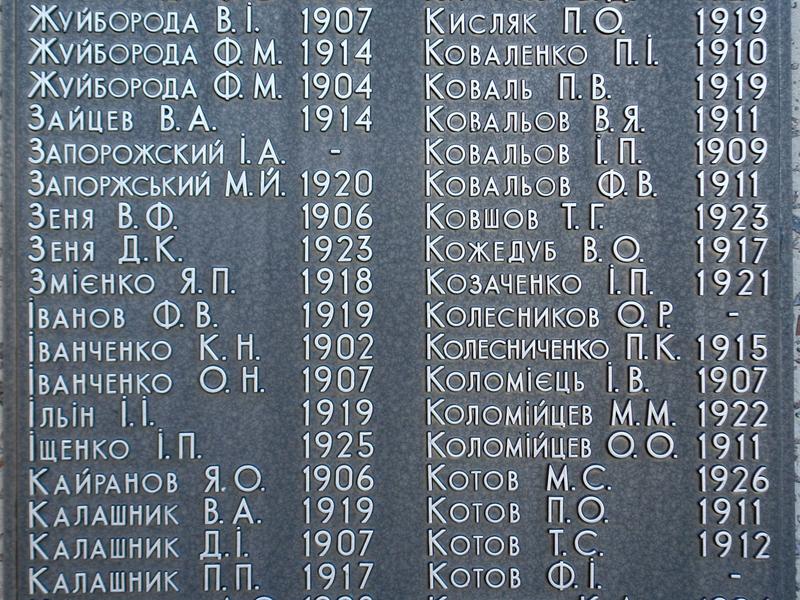 Жуйборода В. І. 1907
Жуйборода Ф. М. 1914
Жуйборода Ф. М. 1904
Зайцев В. А. 1914
Запорожский І. А. -
Запоржський М. Й. 1920
Зеня В. Ф. 1906
Зеня Д. К. 1923
Змієнко Я. П. 1918
Іванов Ф. В. 1919
Іванченко К. Н. 1902
Іванченко О. Н. 1907
Ільін І. І. 1919
Іщенко І. П. 1925
Кайранов Я. О. 1906
Калашник В. А. 1919
Калашник Д. І. 1907
Калашник П. П. 1917
Кисляк П. О. 1919
Коваленко П. І. 1910
Коваль П. В. 1919
Ковальов В. Я. 1911
Ковальов І. П. 1909
Ковальов Ф. В. 1911
Ковшов Т. Г. 1923
Кожедуб В. О. 1917
Козаченко І. П. 1921
Колесников О. Р. -
Колесниченко П. К. 1915
Коломієць І. В. 1907
Коломійцев М. М. 1922
Коломійцев О. О. 1911
Котов М. С. 1926
Котов П. О. 1911
Котов Т. С. 1912
Котов Ф. І. -